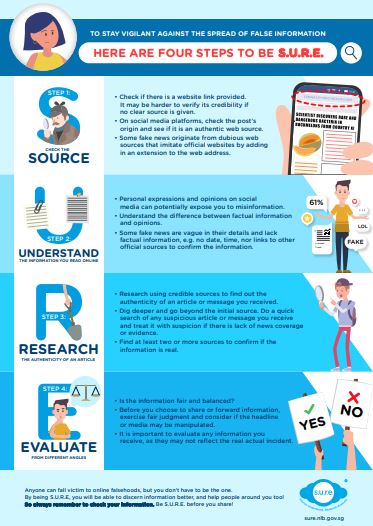 TO STAY VIGILANT AGAINST THE SPREAD OF FALSE INFORMATION
HERE ARE FOUR STEPS TO BE S.U.R.E.
STEP 1:
S
CHECK THE
SOURCE
• Check if there is a website link provided.
It may be harder to verify its credibility if
no clear source is given.
• On social media platforms, check the post's
origin and see if it is an authentic web source.
• Some fake news originate from dubious web
sources that imitate official websites by adding
in an extension to the web address.
SCIENTIST DISCOVERS RARE AND
DANGEROUS BACTERIA IN
FROM COUNTRY X!
U
STEP 2:
UNDERSTAND
THE INFORMATION YOU READ ONLINE
• Personal expressions and opinions on social
media can potentially expose you to misinformation.
• Understand the difference between factual information
and opinions.
• Some fake news are vague in their details and lack
factual information, e.g. no date, time, nor links to other
official sources to confirm the information.
61%
LOL
FAKE
R
STEP 3:
RESEARCH
THE AUTHENTICITY OF AN ARTICLE
• Research using credible sources to find out the
authenticity of an article or message you received.
• Dig deeper and go beyond the initial source. Do a quick
search of any suspicious article or message you receive
and treat it with suspicion if there is lack of news coverage
or evidence.
• Find at least two or more sources to confirm if the
information is real.
STEP 4:
E
EVALUATE
FROM DIFFERENT ANGLES
• Is the information fair and balanced?
• Before you choose to share or forward information,
exercise fair judgment and consider if the headline
or media may be manipulated.
• It is important to evaluate any information you
receive, as they may not reflect the real actual incident.
YES
NO
Anyone can fall victim to online falsehoods, but you don't have to be the one.
By being S.U.R.E, you will be able to discern information better, and help people around you too!
So always remember to check your information. Be S.U.R.E. before you share!
s.u.re
sure.nlb.gov.sg